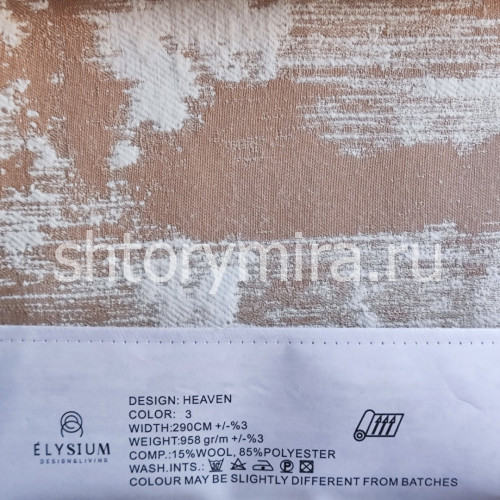 shtorymira.ru
DESIGN: HEAVEN
COLOR: 3
WIDTH:290CM +/-%3
WEIGHT:958 gr/m +/-%3
COMP.:15%WOOL, 85%POLYESTER
WASH.INTS.:
COLOUR MAY BE SLIGHTLY DIFFERENT FROM BATCHES
ÉLYSIUM
DESIGN&LIVING